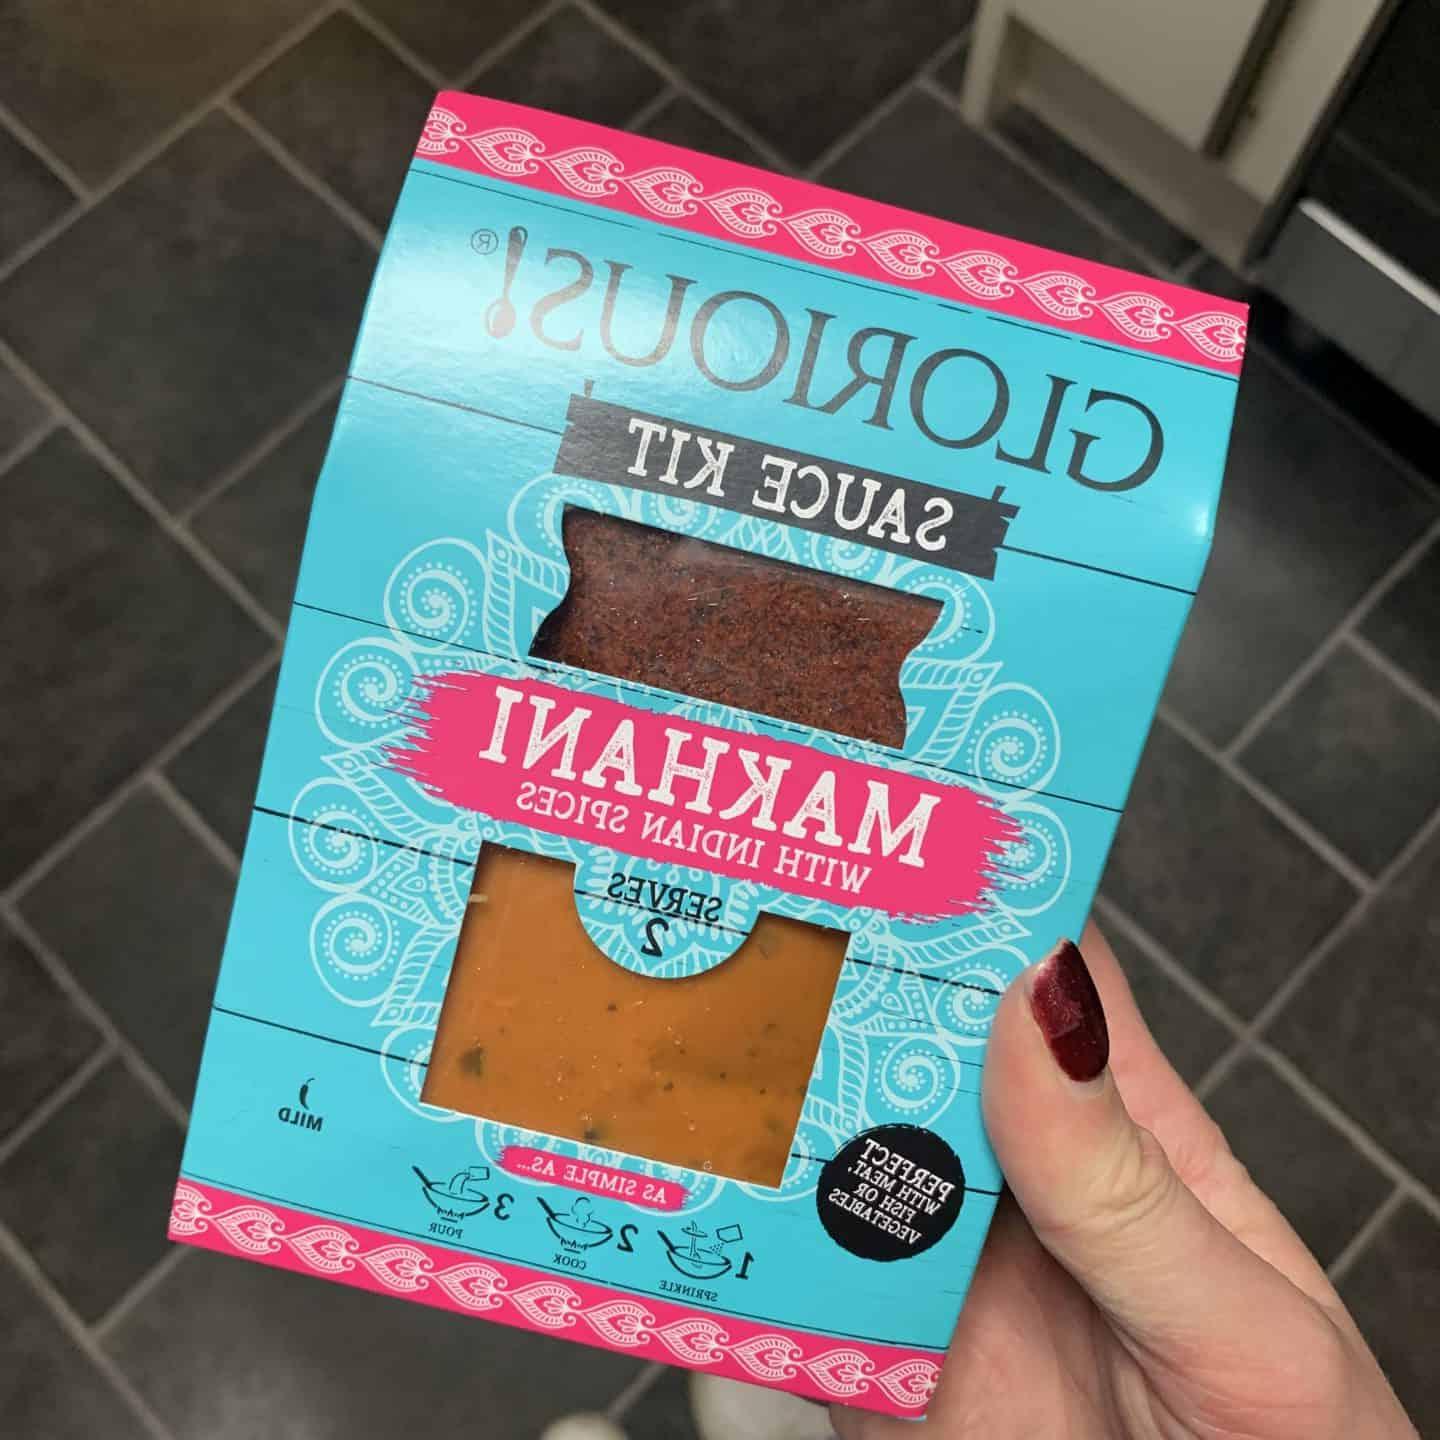 GLORIOUS!®
SAUCE KIT
MAKHANI
WITH INDIAN SPICES
SERVES
2
MILD
PERFECT
WITH MEAT,
FISH OR
VEGETABLES
AS SIMPLE AS...
1 2 3
SPRINKLE COOK POUR